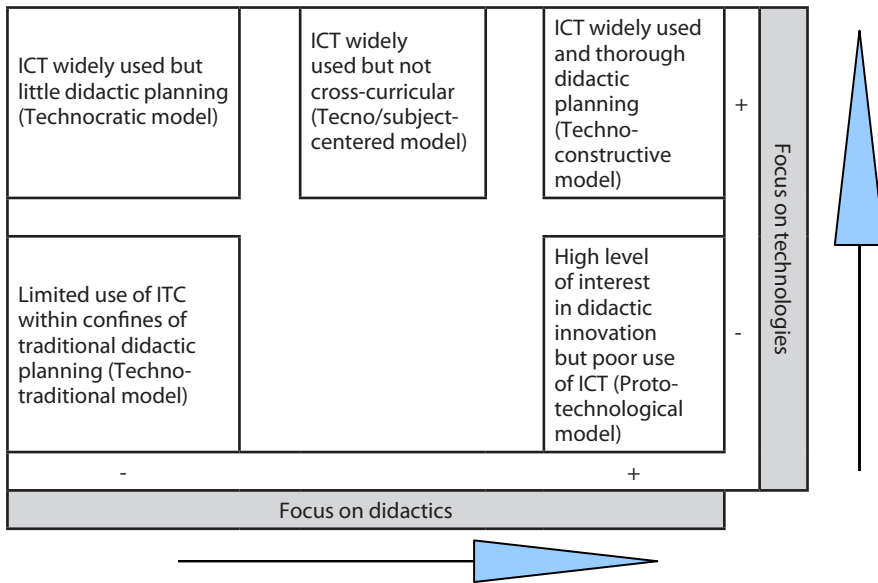 ICT widely used but
little didactic planning
(Technocratic model)
ICT widely
used but not
cross-curricular
(Tecno/subject-
centered model)
ICT widely used
and thorough
didactic
planning
(Techno-
constructive
model)
+
Focus on technologies
Limited use of ITC
within confines of
traditional didactic
planning (Techno-
traditional model)
High level
of interest
in didactic
innovation
but poor use
of ICT (Proto-
technological
model)
-
-
+
Focus on didactics